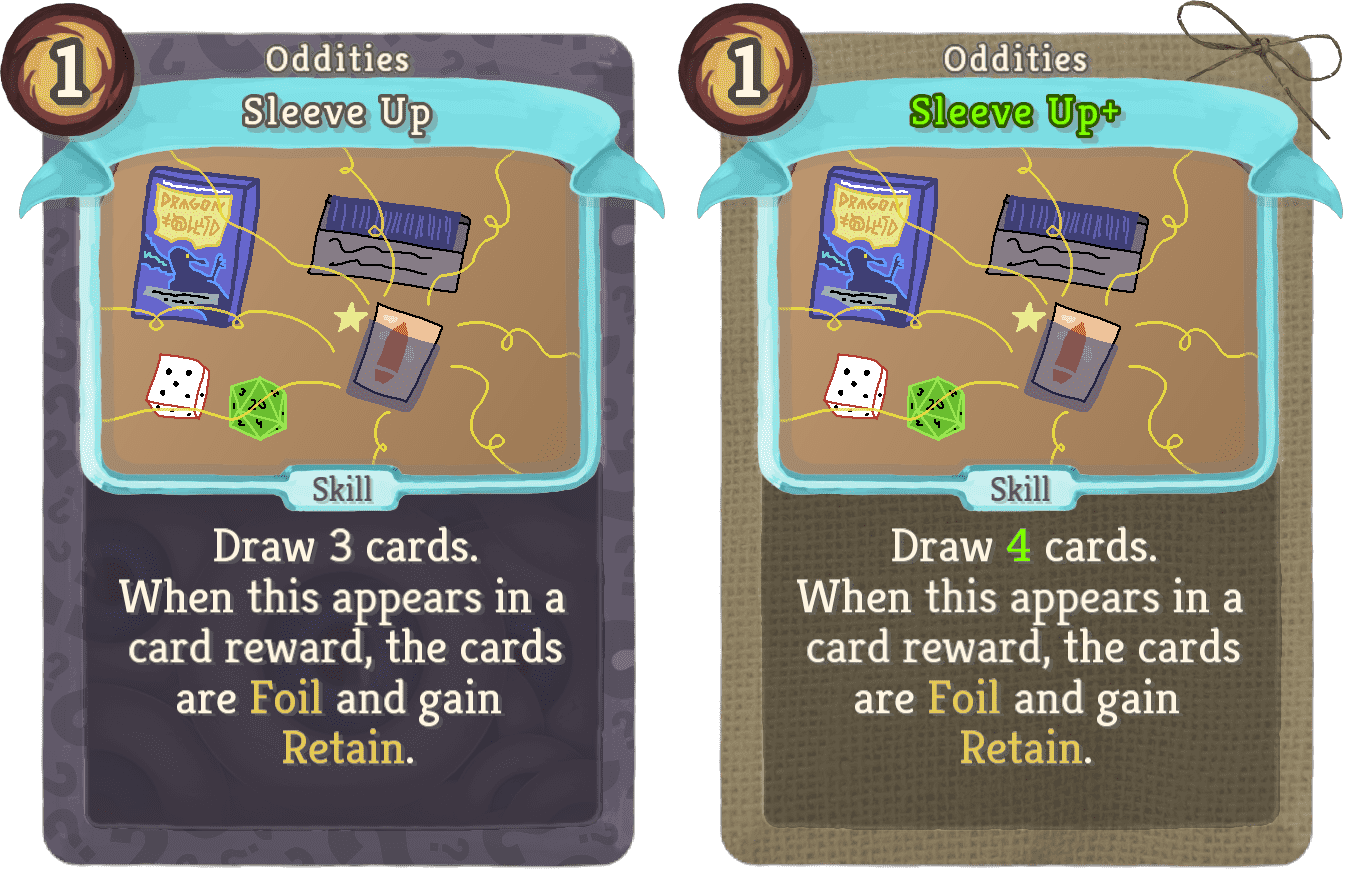 1
Oddities
Sleeve Up
DRAGON
Skill
Draw 3 cards.
When this appears in a
card reward, the cards
are Foil and gain
Retain.
1
Oddities
Sleeve Up+
DRAGON
Skill
Draw 4 cards.
When this appears in a
card reward, the cards
are Foil and gain
Retain.